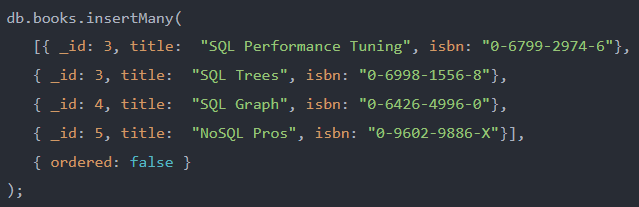 db.books.insertMany(
[{ _id: 3, title:  "SQL Performance Tuning", isbn: "0-6799-2974-6"},
{ _id: 3, title:  "SQL Trees", isbn: "0-6998-1556-8"},
{ _id: 4, title:  "SQL Graph", isbn: "0-6426-4996-0"},
{ _id: 5, title:  "NoSQL Pros", isbn: "0-9602-9886-X"}],
{ ordered: false }
);